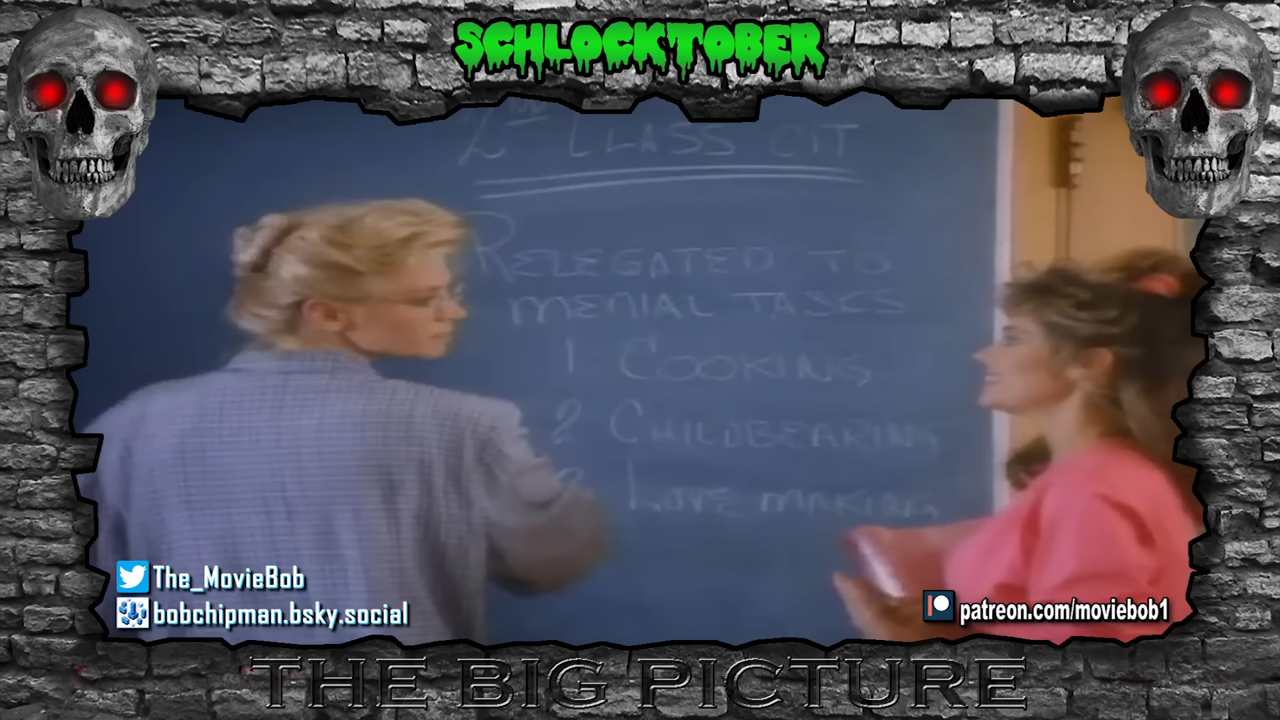 SCHLOCKTOBER
2ND CLASS CIT
RELEGATED TO
MENIAL TASKS
1 COOKING
2 CHILDBEARING
LOVE MAKING
The_MovieBob
bobchipman.bsky.social
patreon.com/moviebob1
THE BIG PICTURE